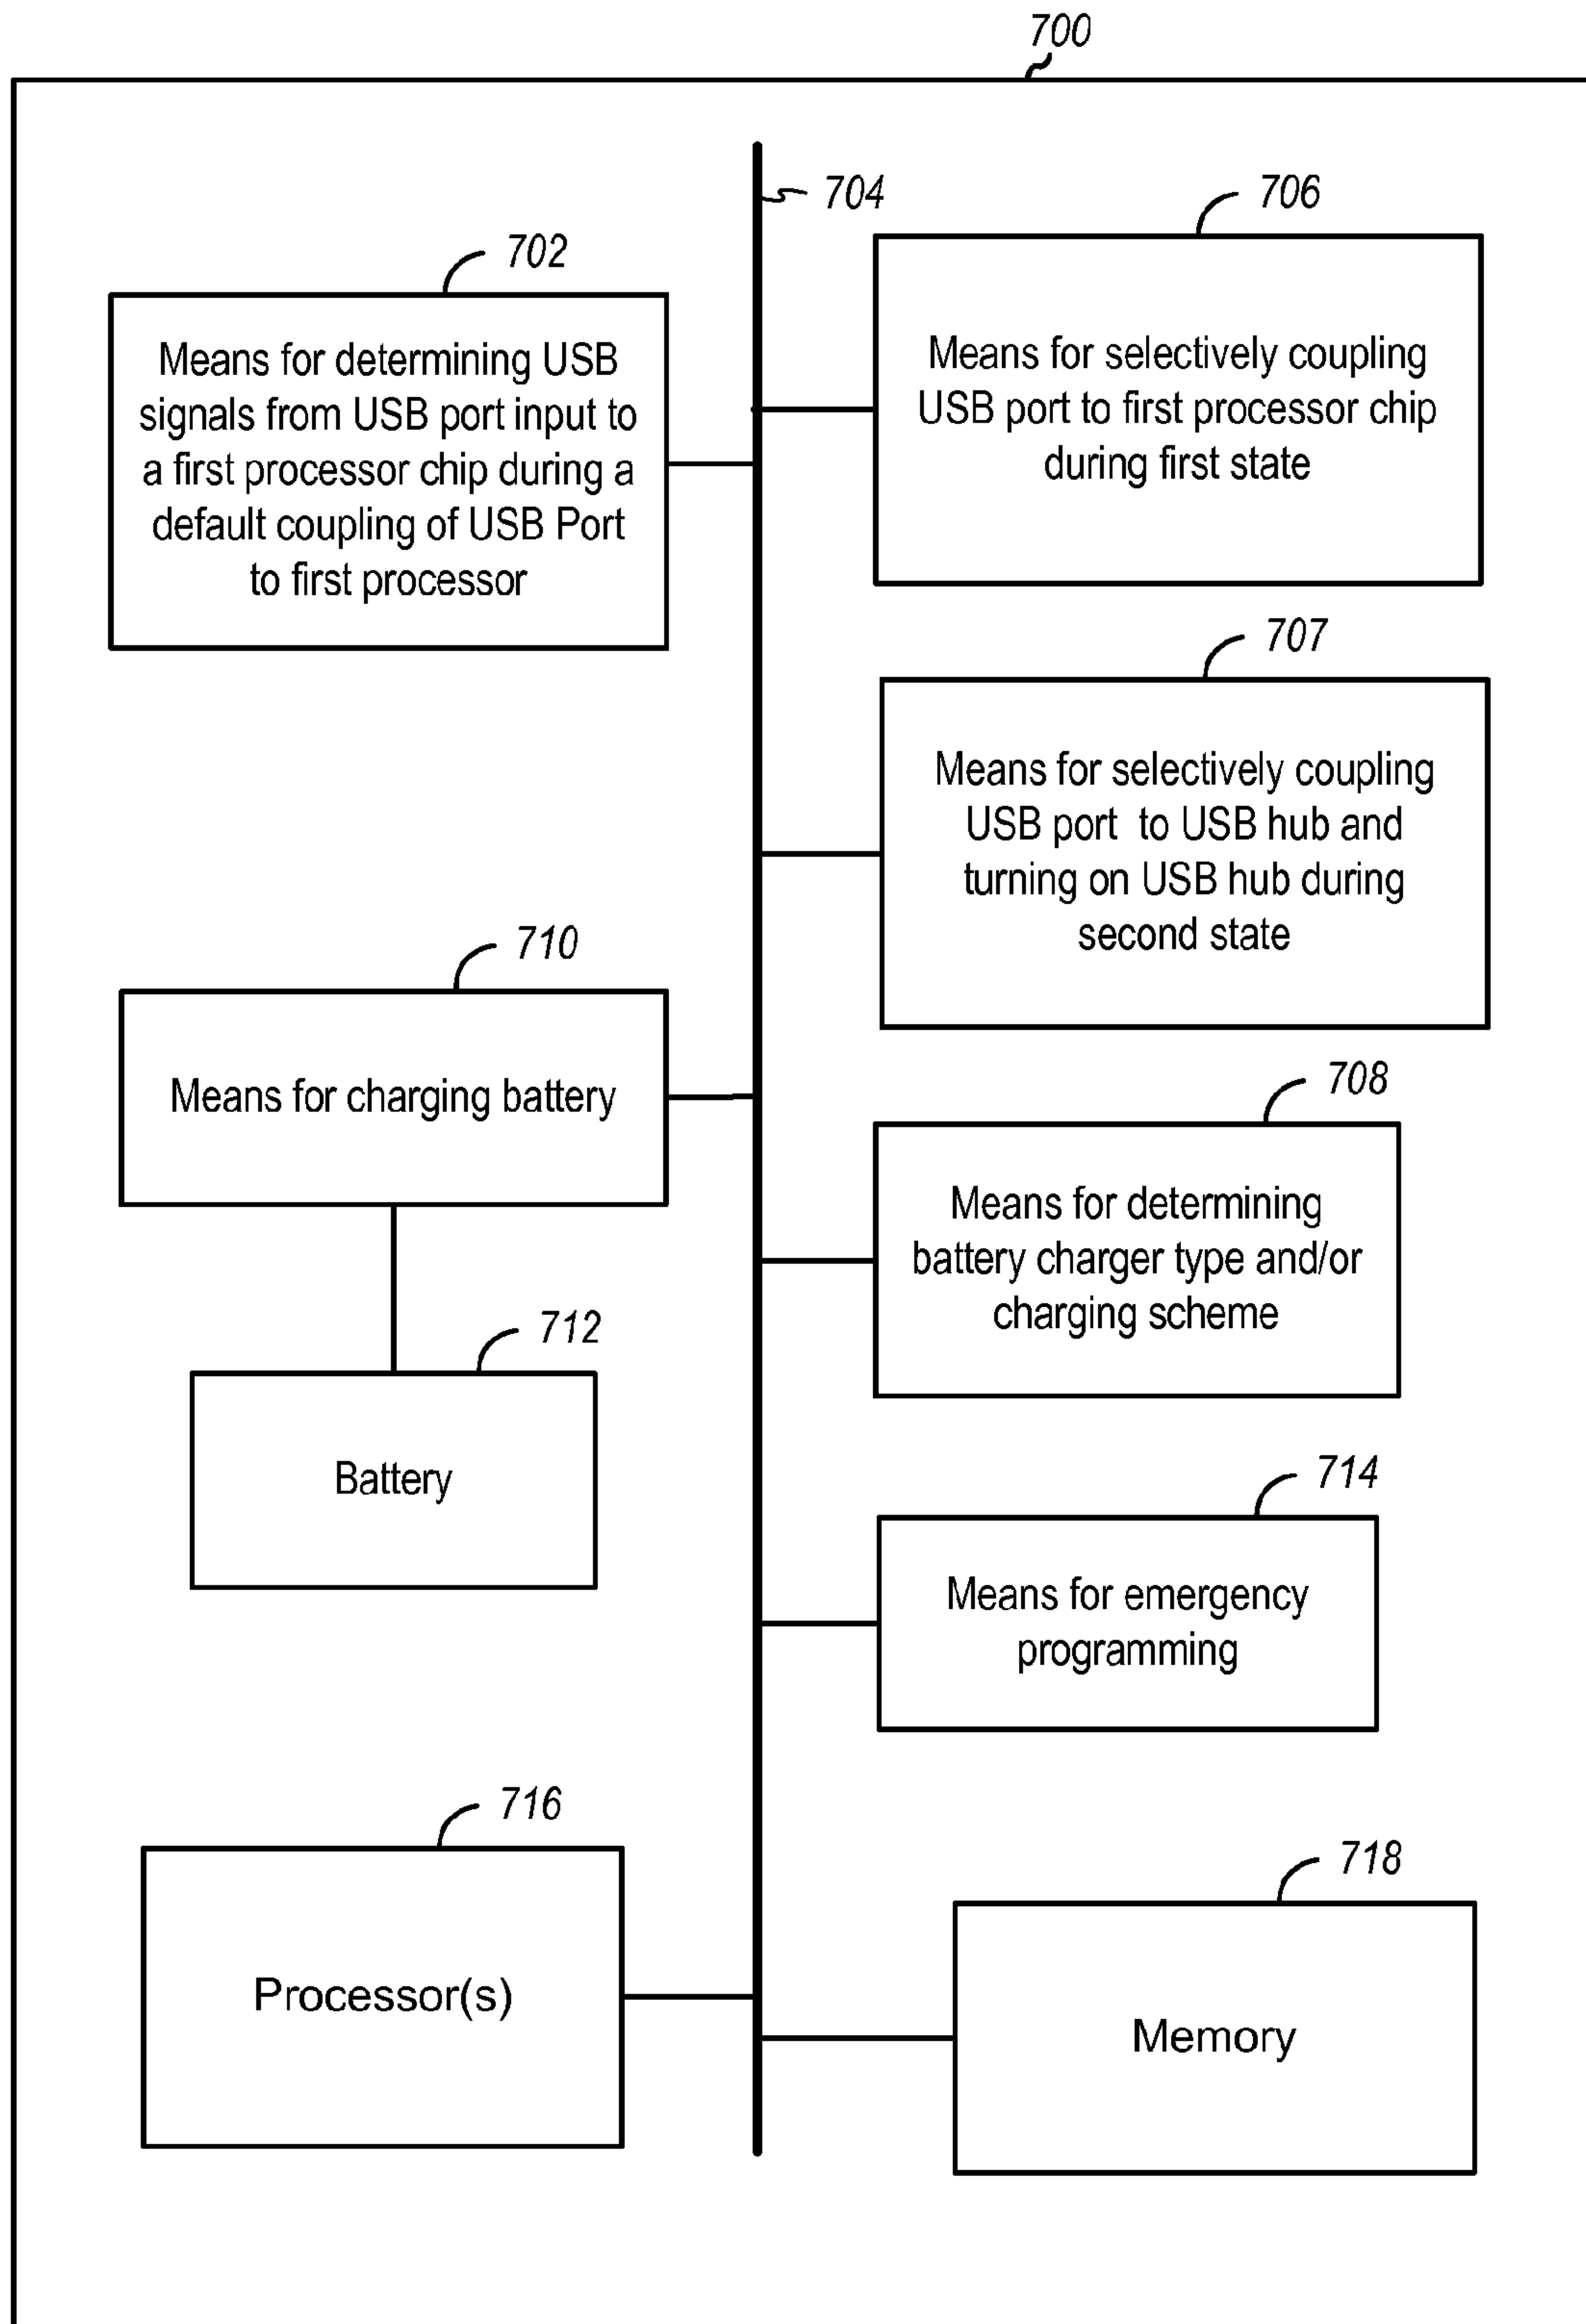 700
704
702
Means for determining USB
signals from USB port input to
a first processor chip during a
default coupling of USB Port
to first processor
706
Means for selectively coupling
USB port to first processor chip
during first state
707
Means for selectively coupling
USB port to USB hub and
turning on USB hub during
second state
710
Means for charging battery
708
Means for determining
battery charger type and/or
charging scheme
712
Battery
714
Means for emergency
programming
716
Processor(s)
718
Memory